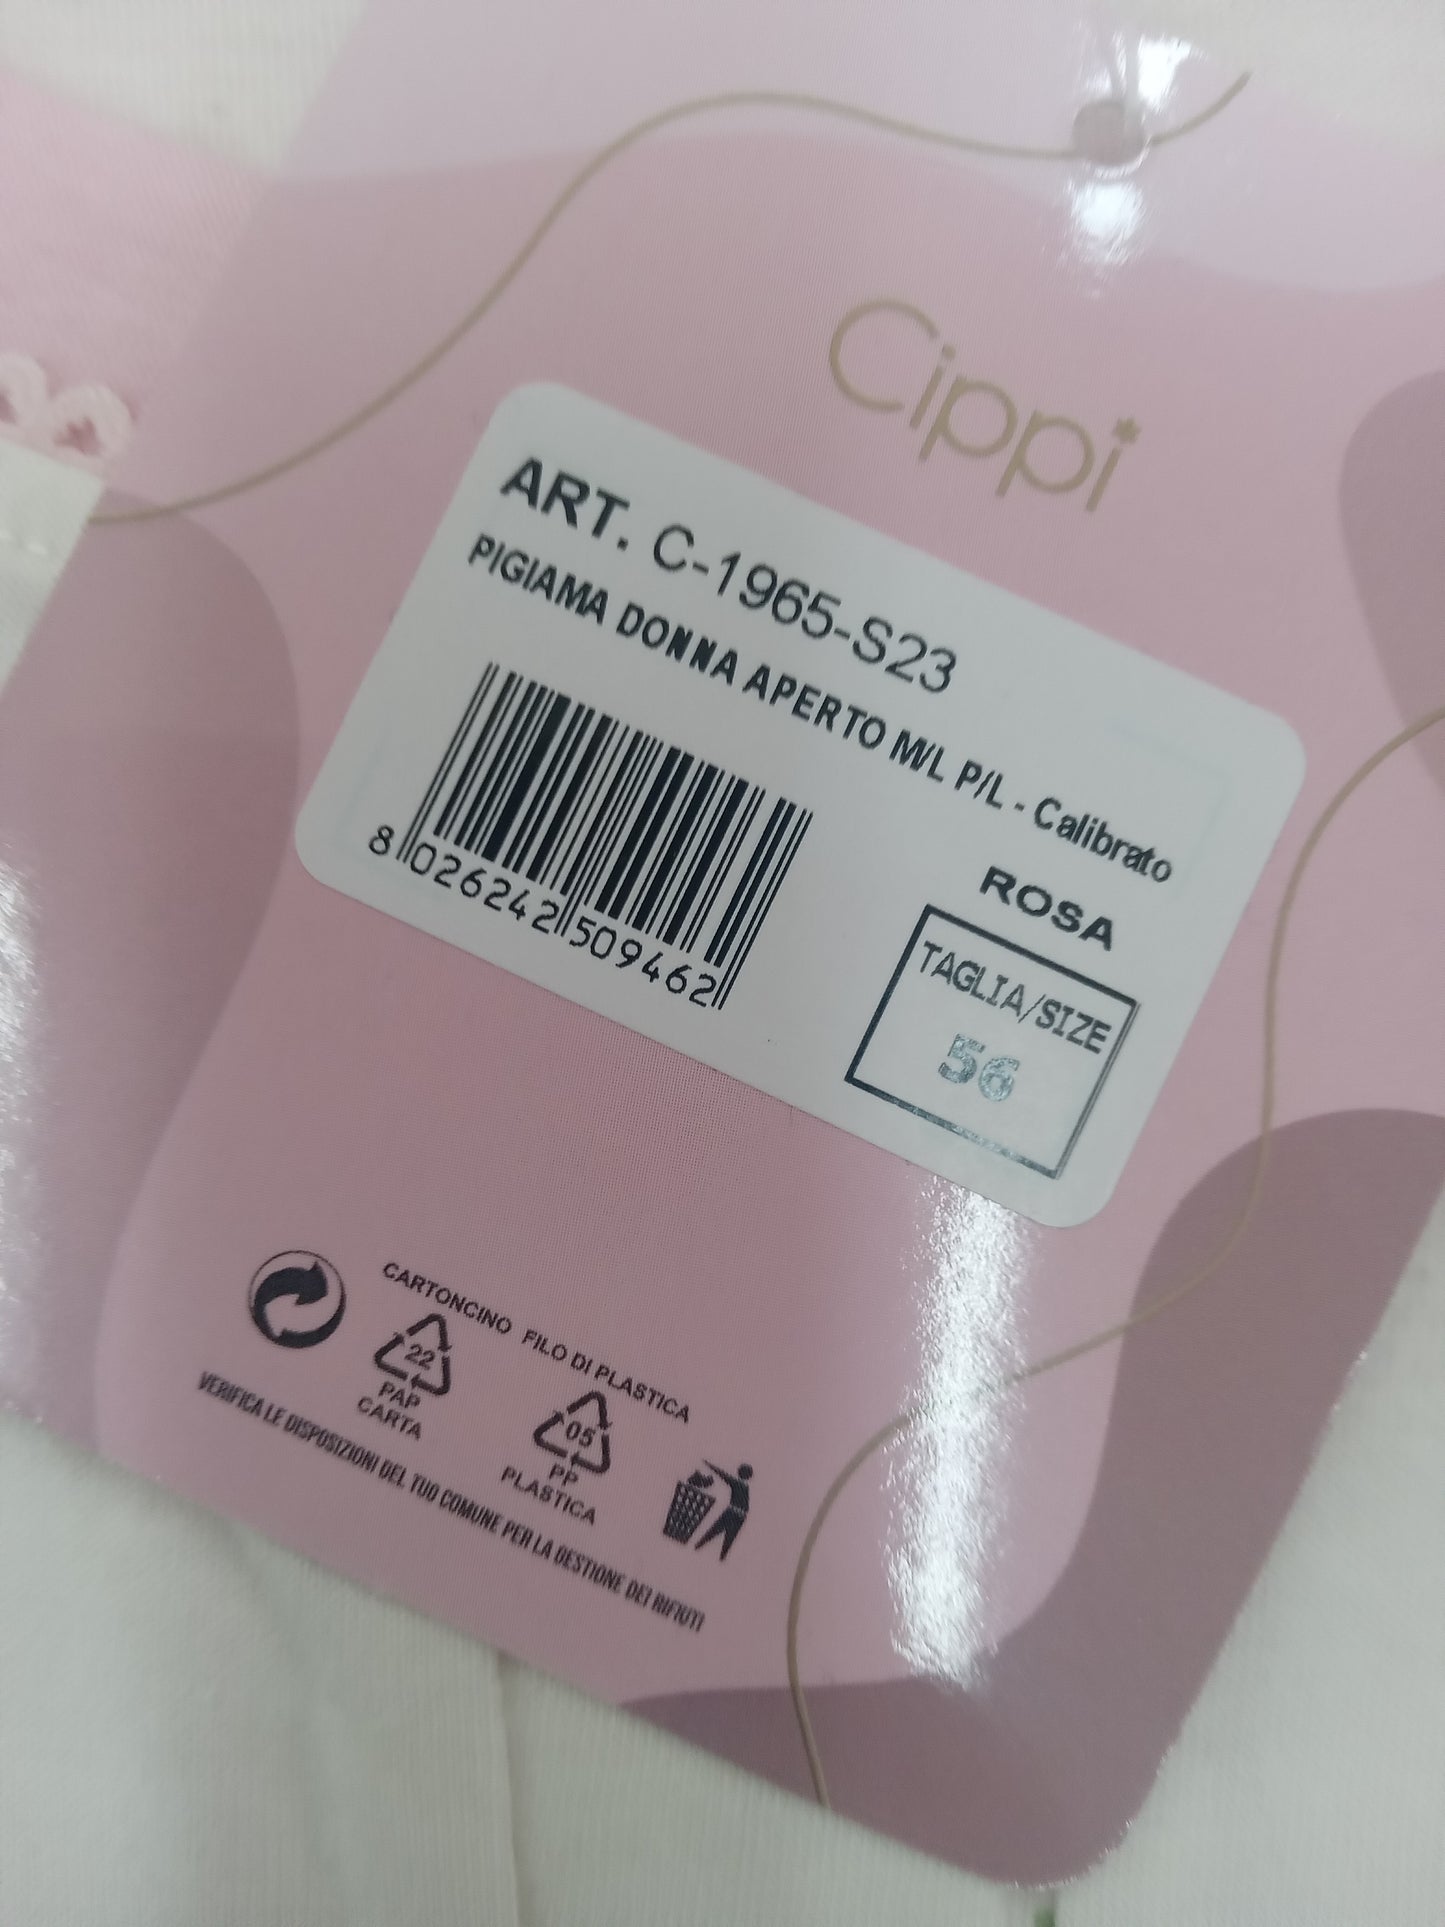 Cippi
ART. C-1965-S23
PIGIAMA DONNA APERTO M/L P/L - Calibrato
ROSA
8 026242 509462
TAGLIA/SIZE
56
CARTONCINO FILO DI PLASTICA
22
PAP
CARTA
05
PP
PLASTICA
VERIFICA LE DISPOSIZIONI DEL TUO COMUNE PER LA GESTIONE DEI RIFIUTI